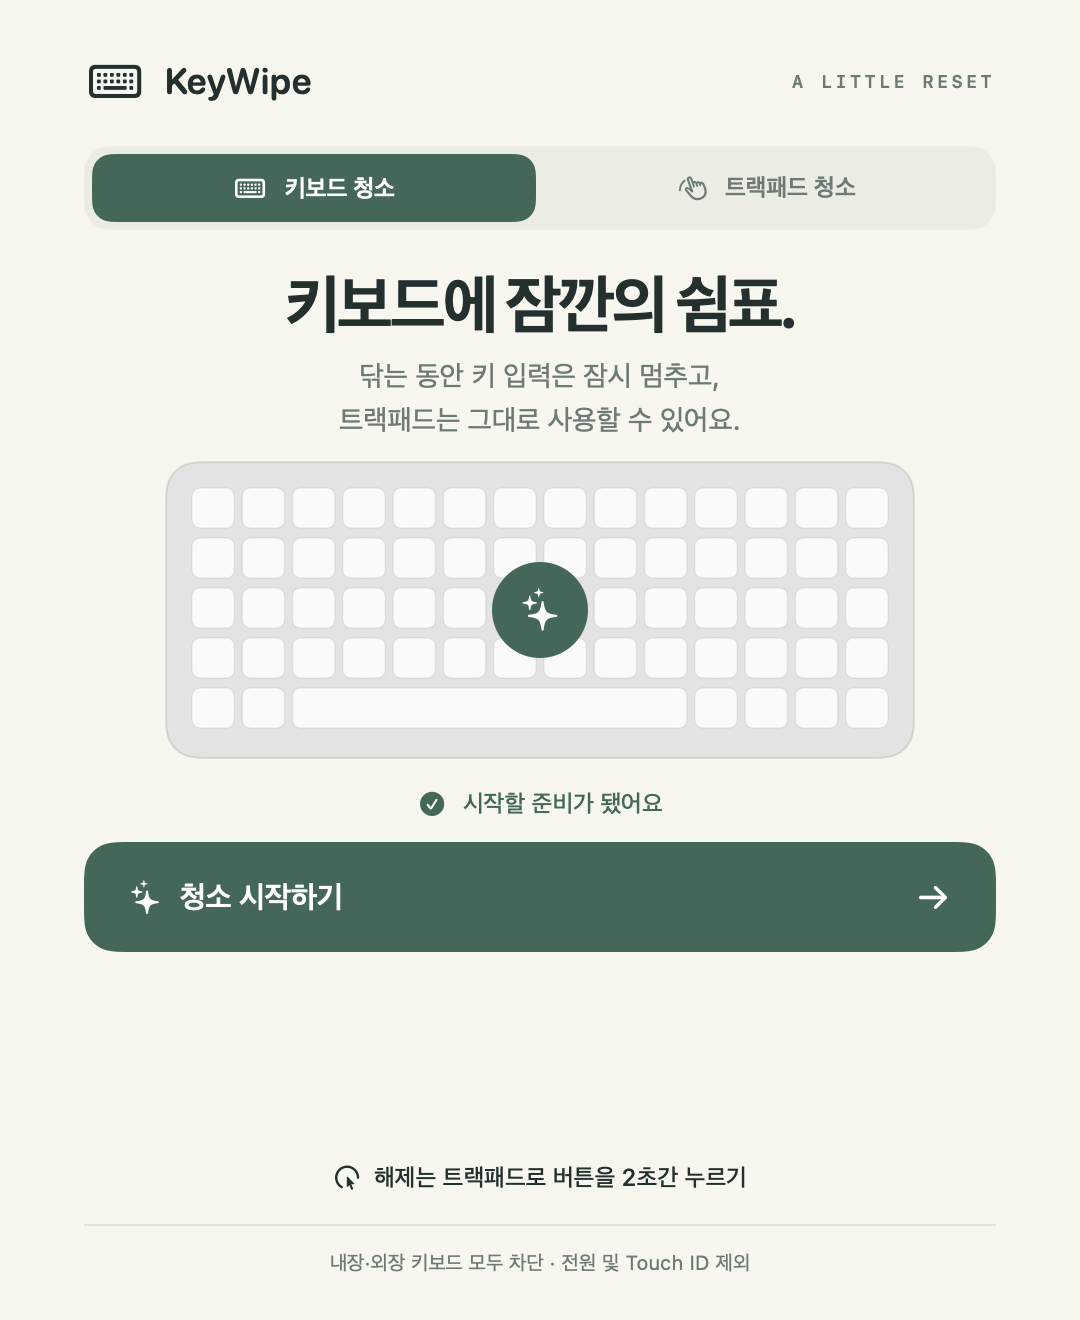 KeyWipe
A LITTLE RESET
키보드 청소
트랙패드 청소
키보드에 잠깐의 쉼표.
닦는 동안 키 입력은 잠시 멈추고,
트랙패드는 그대로 사용할 수 있어요.
시작할 준비가 됐어요
청소 시작하기
해제는 트랙패드로 버튼을 2초간 누르기
내장·외장 키보드 모두 차단 · 전원 및 Touch ID 제외